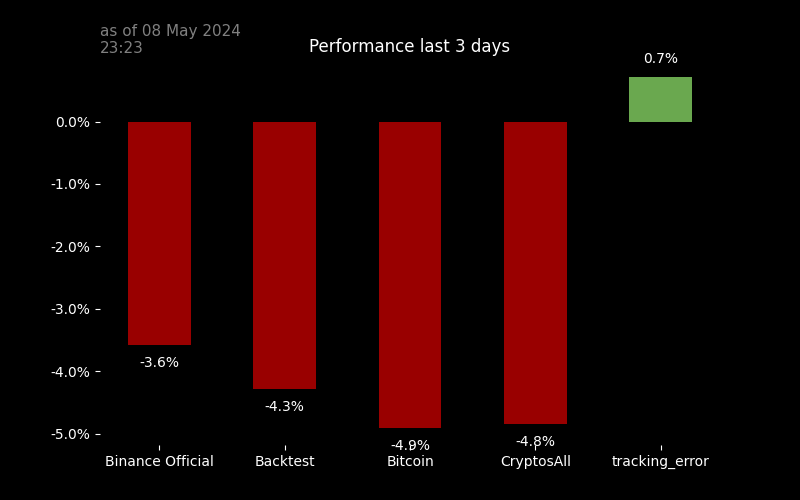 as of 08 May 2024
23:23
Performance last 3 days
0.7%
0.0%
-1.0%
-2.0%
-3.0%
-4.0%
-5.0%
-3.6%
-4.3%
-4.9%
-4.8%
Binance Official
Backtest
Bitcoin
CryptosAll
tracking_error